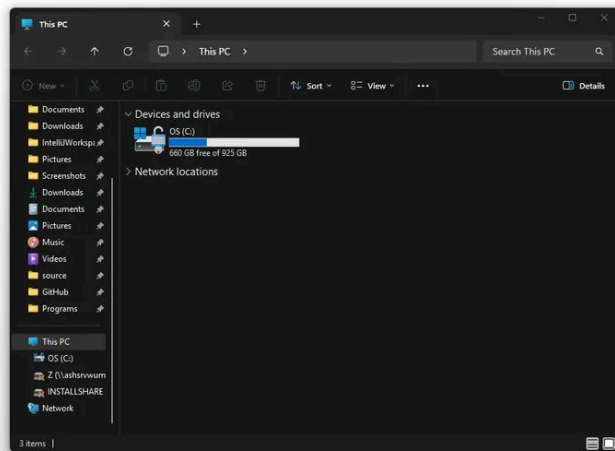 This PC
This PC
Search This PC
New
Sort
View
Details
Documents
Downloads
IntelliJWorkspa
Pictures
Screenshots
Downloads
Documents
Pictures
Music
Videos
source
GitHub
Programs
This PC
OS (C:)
Z (\\ashsrvwum
INSTALLSHARE
Network
Devices and drives
OS (C:)
660 GB free of 925 GB
Network locations
3 items